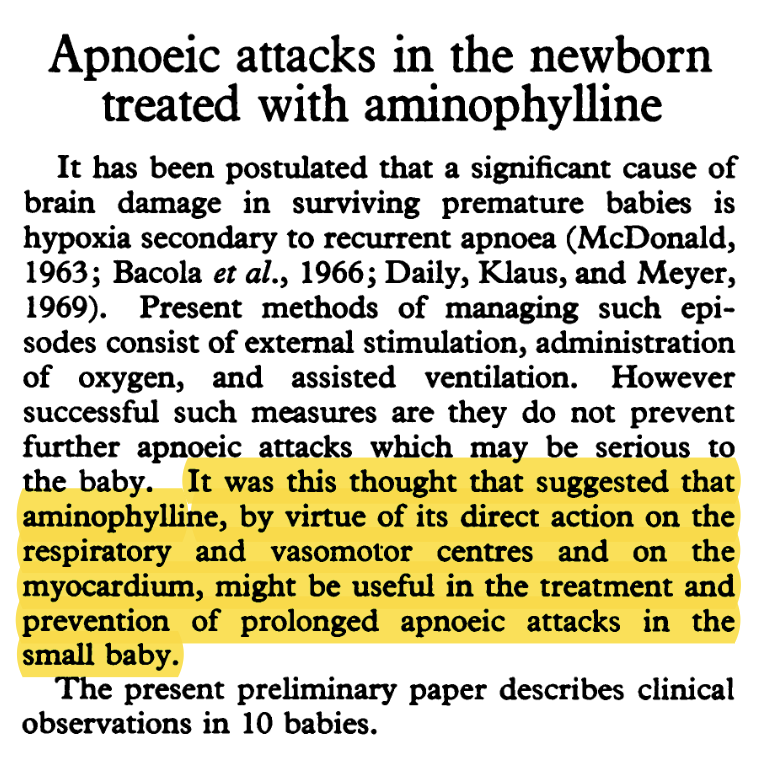 Apnoeic attacks in the newborn
treated with aminophylline
It has been postulated that a significant cause of
brain damage in surviving premature babies is
hypoxia secondary to recurrent apnoea (McDonald,
1963; Bacola et al., 1966; Daily, Klaus, and Meyer,
1969). Present methods of managing such epi-
sodes consist of external stimulation, administration
of oxygen, and assisted ventilation. However
successful such measures are they do not prevent
further apnoeic attacks which may be serious to
the baby. It was this thought that suggested that
aminophylline, by virtue of its direct action on the
respiratory and vasomotor centres and on the
myocardium, might be useful in the treatment and
prevention of prolonged apnoeic attacks in the
small baby.
The present preliminary paper describes clinical
observations in 10 babies.